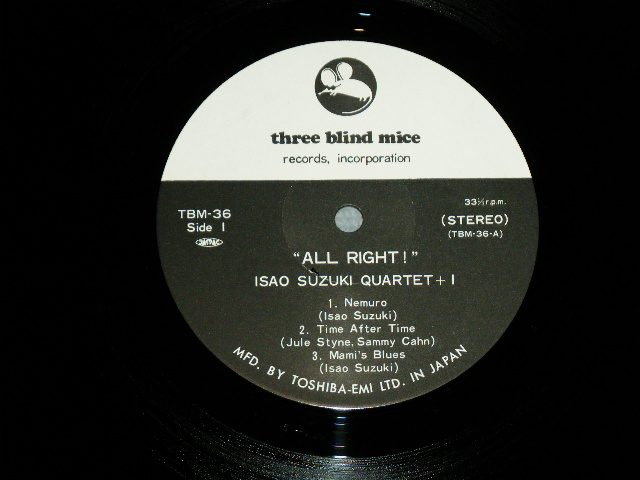 three blind mice
records, incorporation
33⅓ r.p.m.
TBM-36
Side 1
(STEREO)
(TBM-36-A)
"ALL RIGHT!"
ISAO SUZUKI QUARTET + 1
1. Nemuro
(Isao Suzuki)
2. Time After Time
(Jule Styne, Sammy Cahn)
3. Mami's Blues
(Isao Suzuki)
MFD. BY TOSHIBA-EMI LTD. IN JAPAN